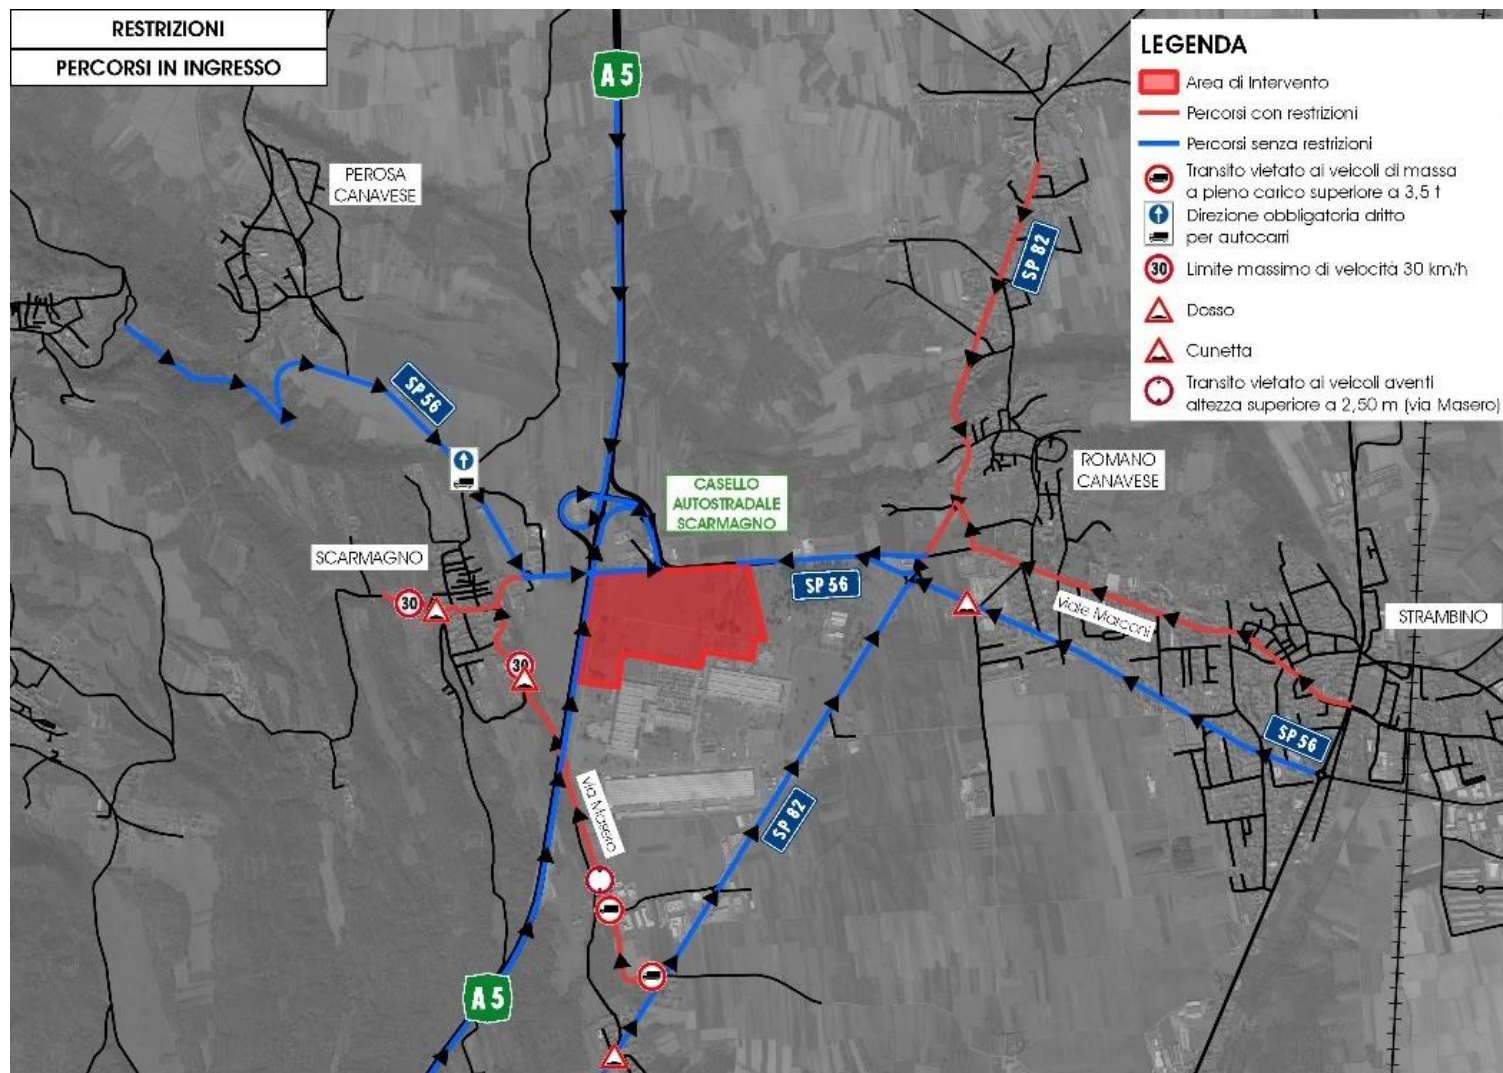 RESTRIZIONI
PERCORSI IN INGRESSO
A 5
LEGENDA
Area di Intervento
Percorsi con restrizioni
Percorsi senza restrizioni
Transito vietato ai veicoli di massa
a pieno carico superiore a 3,5 t
Direzione obbligatoria dritto
per autocarri
30
Limite massimo di velocità 30 km/h
Dosso
Cunetta
Transito vietato ai veicoli aventi
altezza superiore a 2,50 m (via Masero)
PEROSA
CANAVESE
SP 82
SP 56
ROMANO
CANAVESE
CASELLO
AUTOSTRADALE
SCARMAGNO
SCARMAGNO
30
SP 56
viale Marconi
STRAMBINO
30
SP 56
via Masero
SP 82
A 5